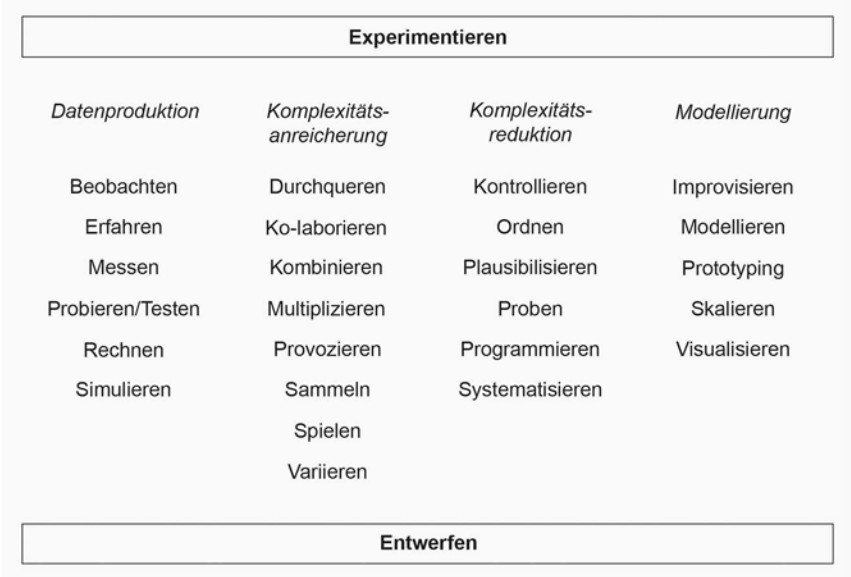 Experimentieren
Datenproduktion
Beobachten
Erfahren
Messen
Probieren/Testen
Rechnen
Simulieren
Komplexitäts-
anreicherung
Durchqueren
Ko-laborieren
Kombinieren
Multiplizieren
Provozieren
Sammeln
Spielen
Variieren
Komplexitäts-
reduktion
Kontrollieren
Ordnen
Plausibilisieren
Proben
Programmieren
Systematisieren
Modellierung
Improvisieren
Modellieren
Prototyping
Skalieren
Visualisieren
Entwerfen